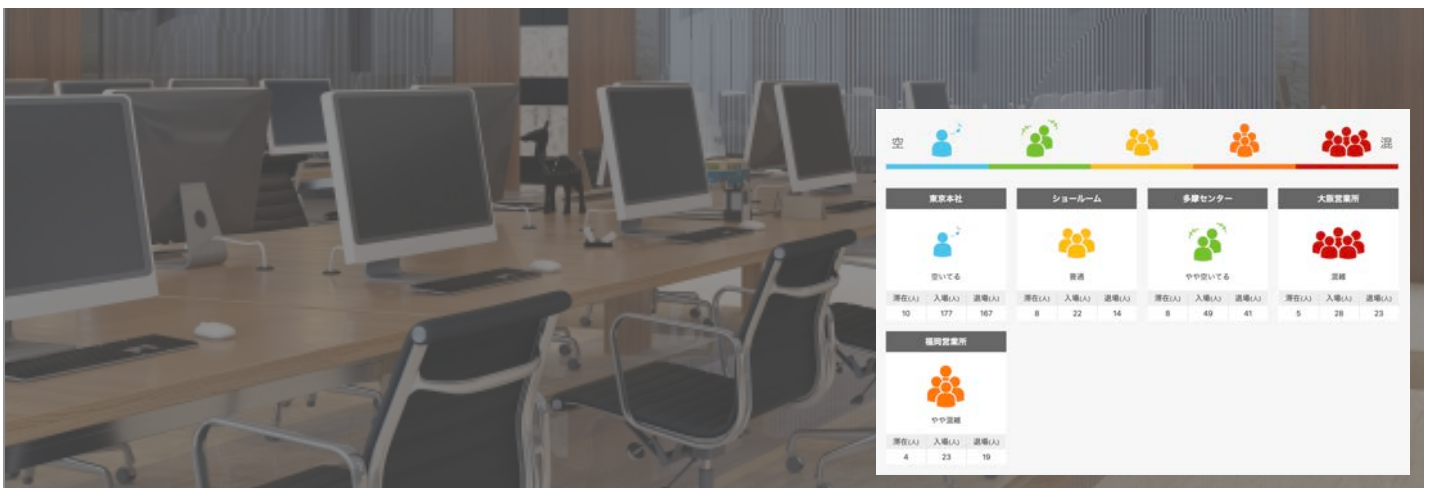 空 混
東京本社 ショールーム 多摩センター 大阪営業所
空いてる 普通 やや空いてる 混雑
滞在(人) 入場(人) 退場(人) 滞在(人) 入場(人) 退場(人) 滞在(人) 入場(人) 退場(人) 滞在(人) 入場(人) 退場(人)
10 177 167 8 22 14 8 49 41 5 28 23
福岡営業所
やや混雑
滞在(人) 入場(人) 退場(人)
4 23 19